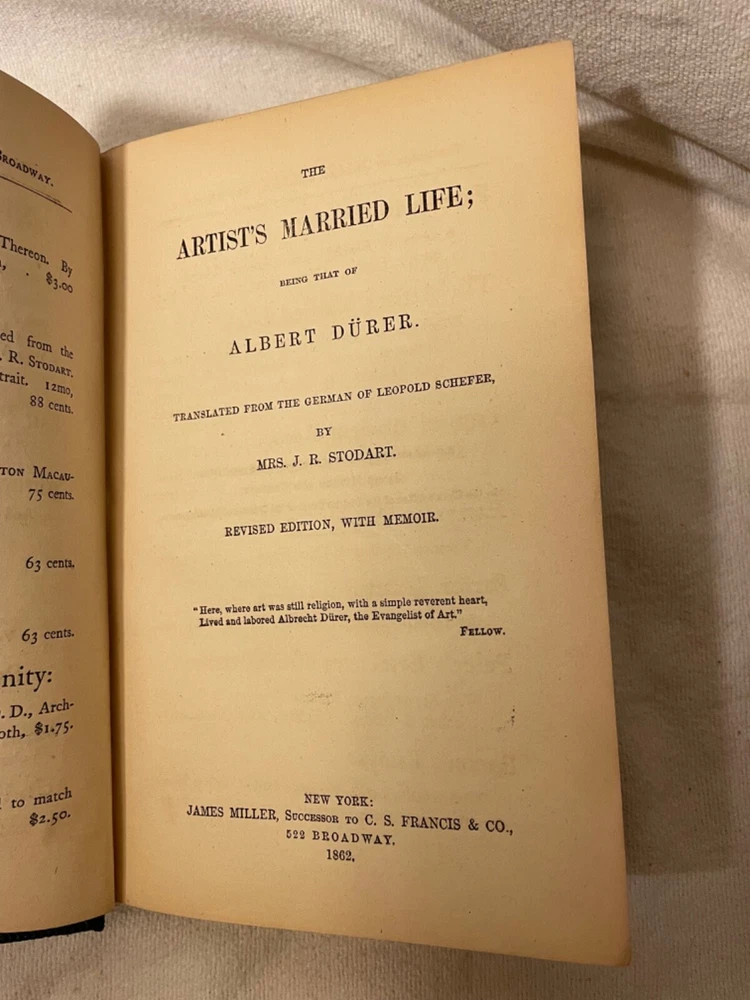 BROADWAY.
Thereon. By
$3.00
ed from the
R. STODART.
trait. 12mo,
88 cents.
TON MACAU-
75 cents.
63 cents.
63 cents.
nity:
D., Arch-
oth, $1.75.
to match
$2.50.
THE
ARTIST'S MARRIED LIFE;
BEING THAT OF
ALBERT DÜRER.
TRANSLATED FROM THE GERMAN OF LEOPOLD SCHEFER,
BY
MRS. J. R. STODART.
REVISED EDITION, WITH MEMOIR.
"Here, where art was still religion, with a simple reverent heart,
Lived and labored Albrecht Dürer, the Evangelist of Art."
FELLOW.
NEW YORK:
JAMES MILLER, SUCCESSOR TO C. S. FRANCIS & CO.,
522 BROADWAY.
1862.